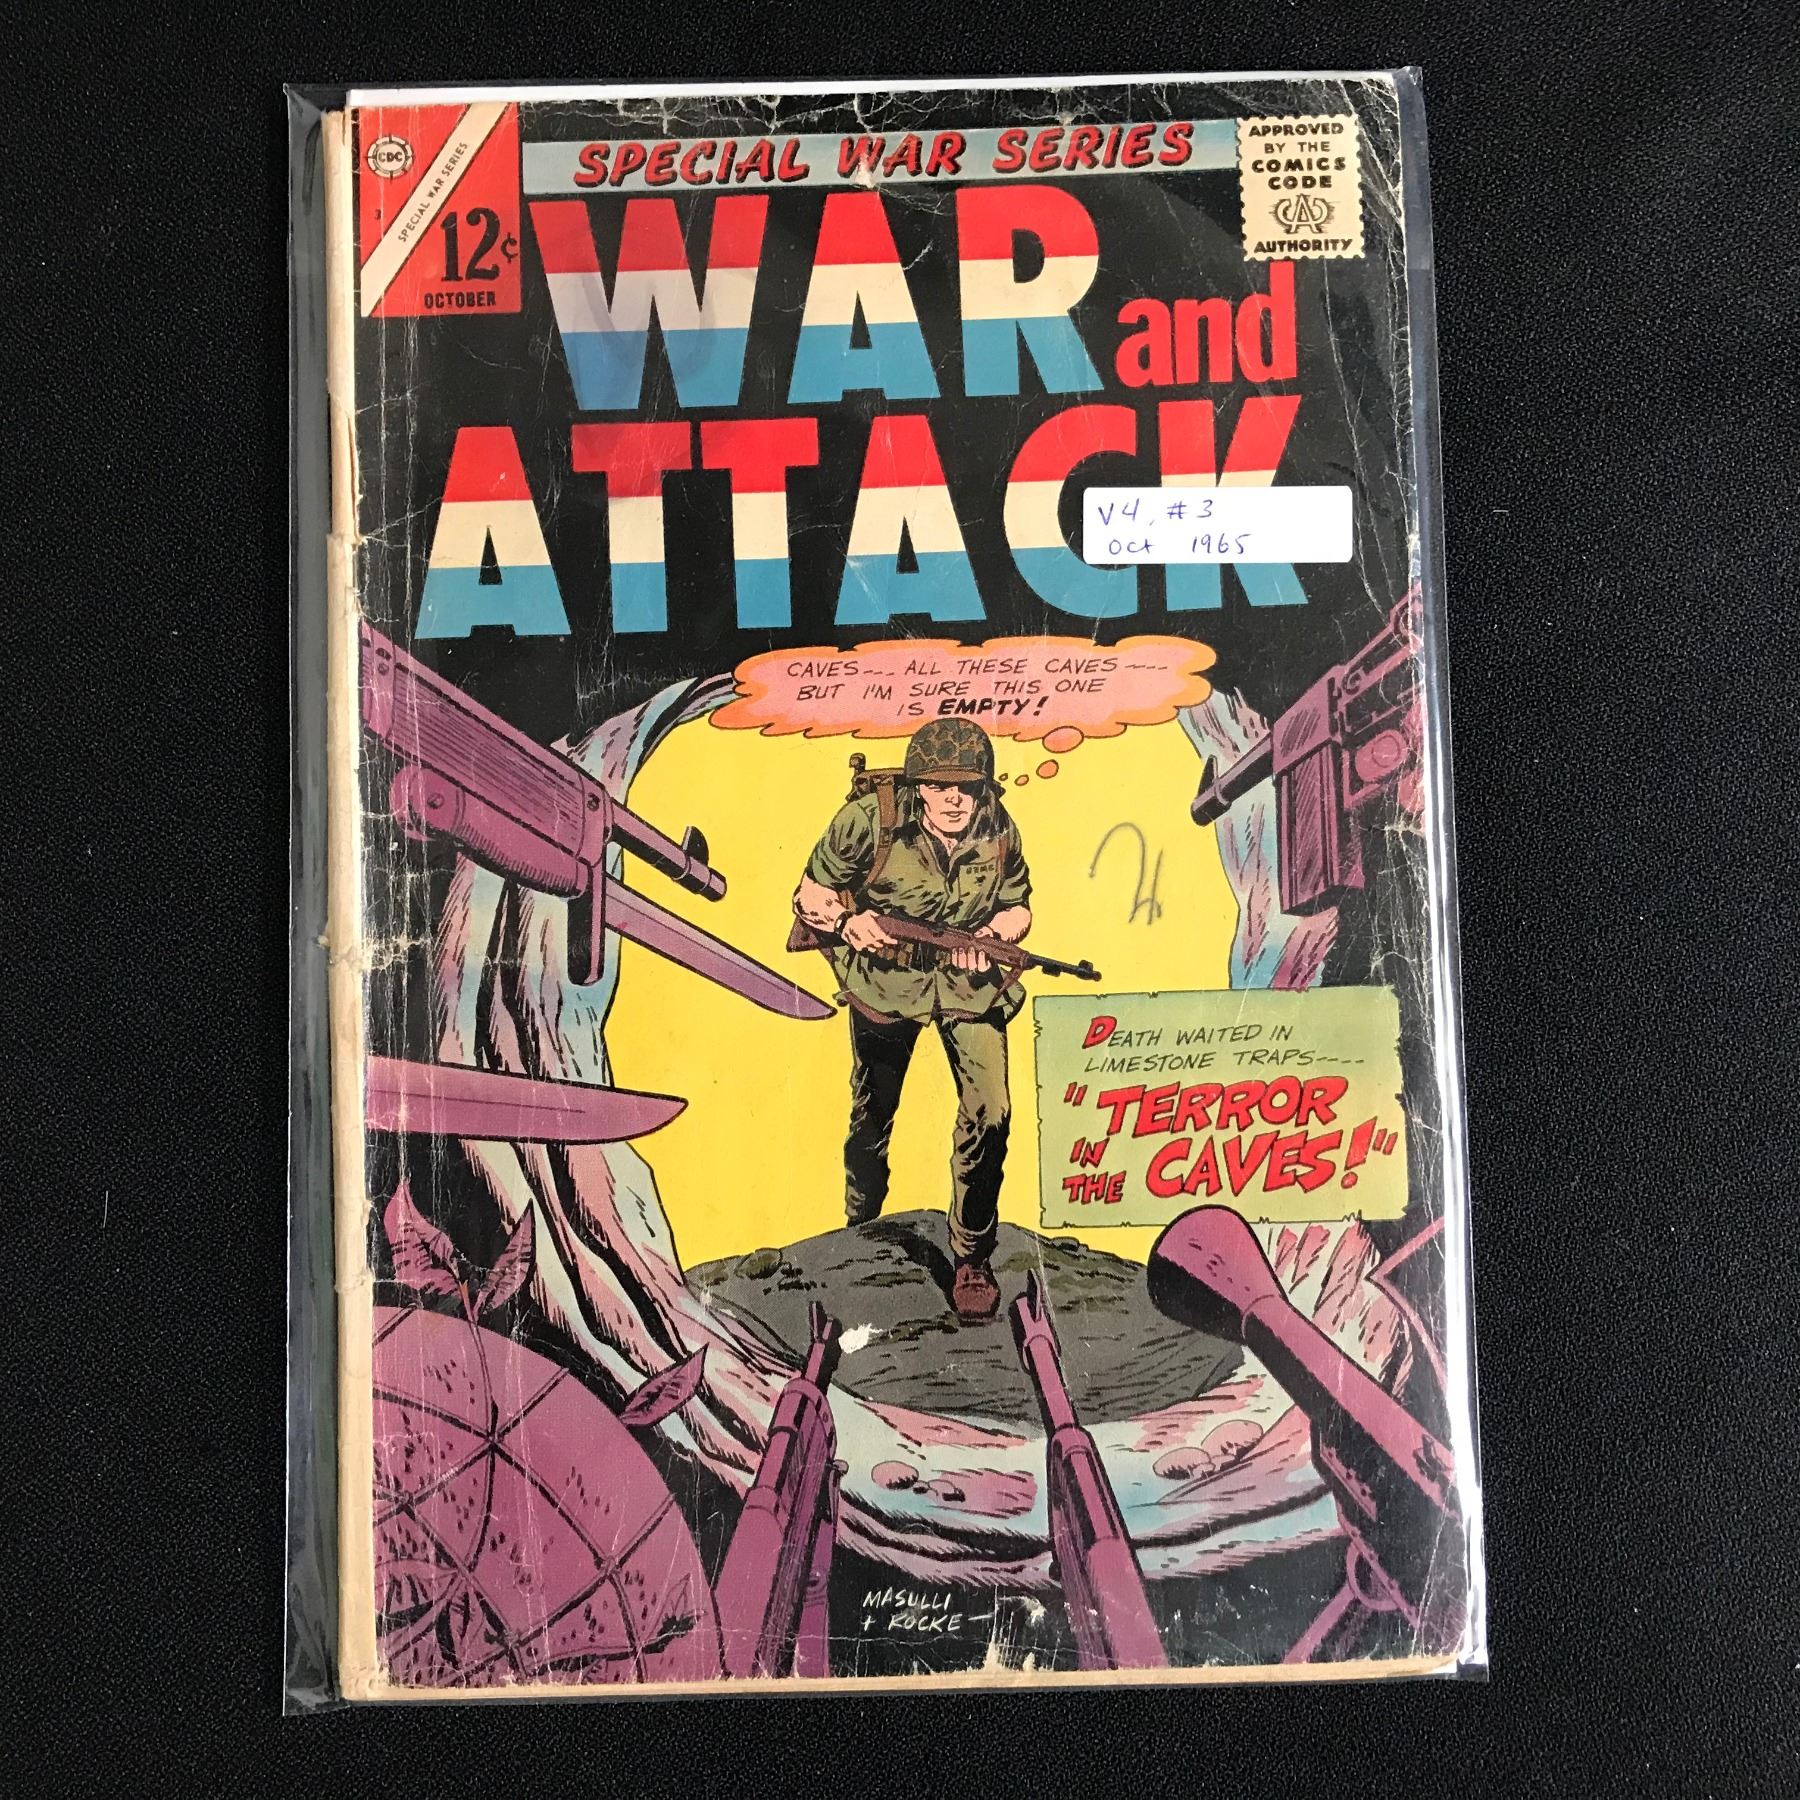 CDC
SPECIAL WAR SERIES
3
12¢
OCTOBER
SPECIAL WAR SERIES
APPROVED
BY THE
COMICS
CODE
CA
AUTHORITY
WAR and
ATTACK
V4, #3
Oct 1965
CAVES--- ALL THESE CAVES----
BUT I'M SURE THIS ONE
IS EMPTY!
USMC
DEATH WAITED IN
LIMESTONE TRAPS----
"TERROR
IN
THE CAVES!"
MASULLI
+ ROCKE